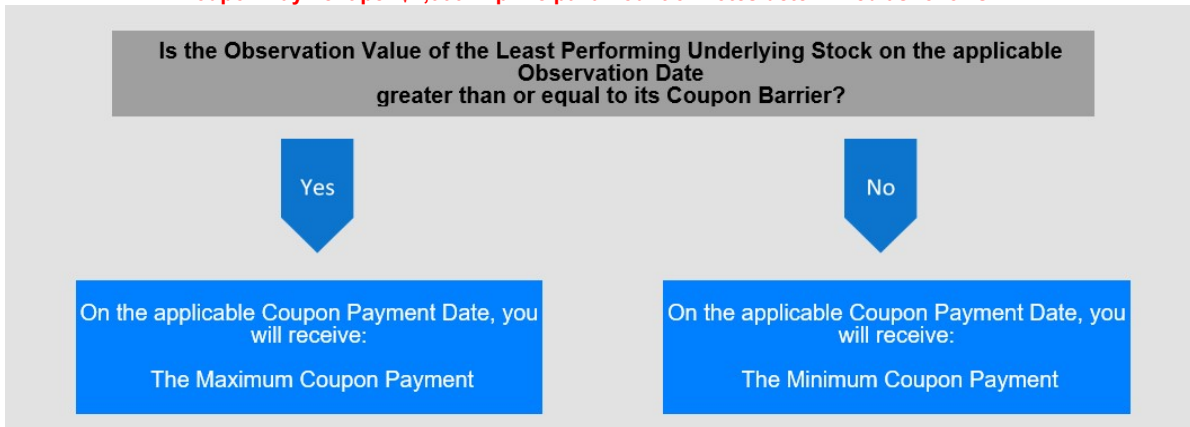 Is the Observation Value of the Least Performing Underlying Stock on the applicable
Observation Date
greater than or equal to its Coupon Barrier?
Yes
No
On the applicable Coupon Payment Date, you
will receive:
The Maximum Coupon Payment
On the applicable Coupon Payment Date, you
will receive:
The Minimum Coupon Payment